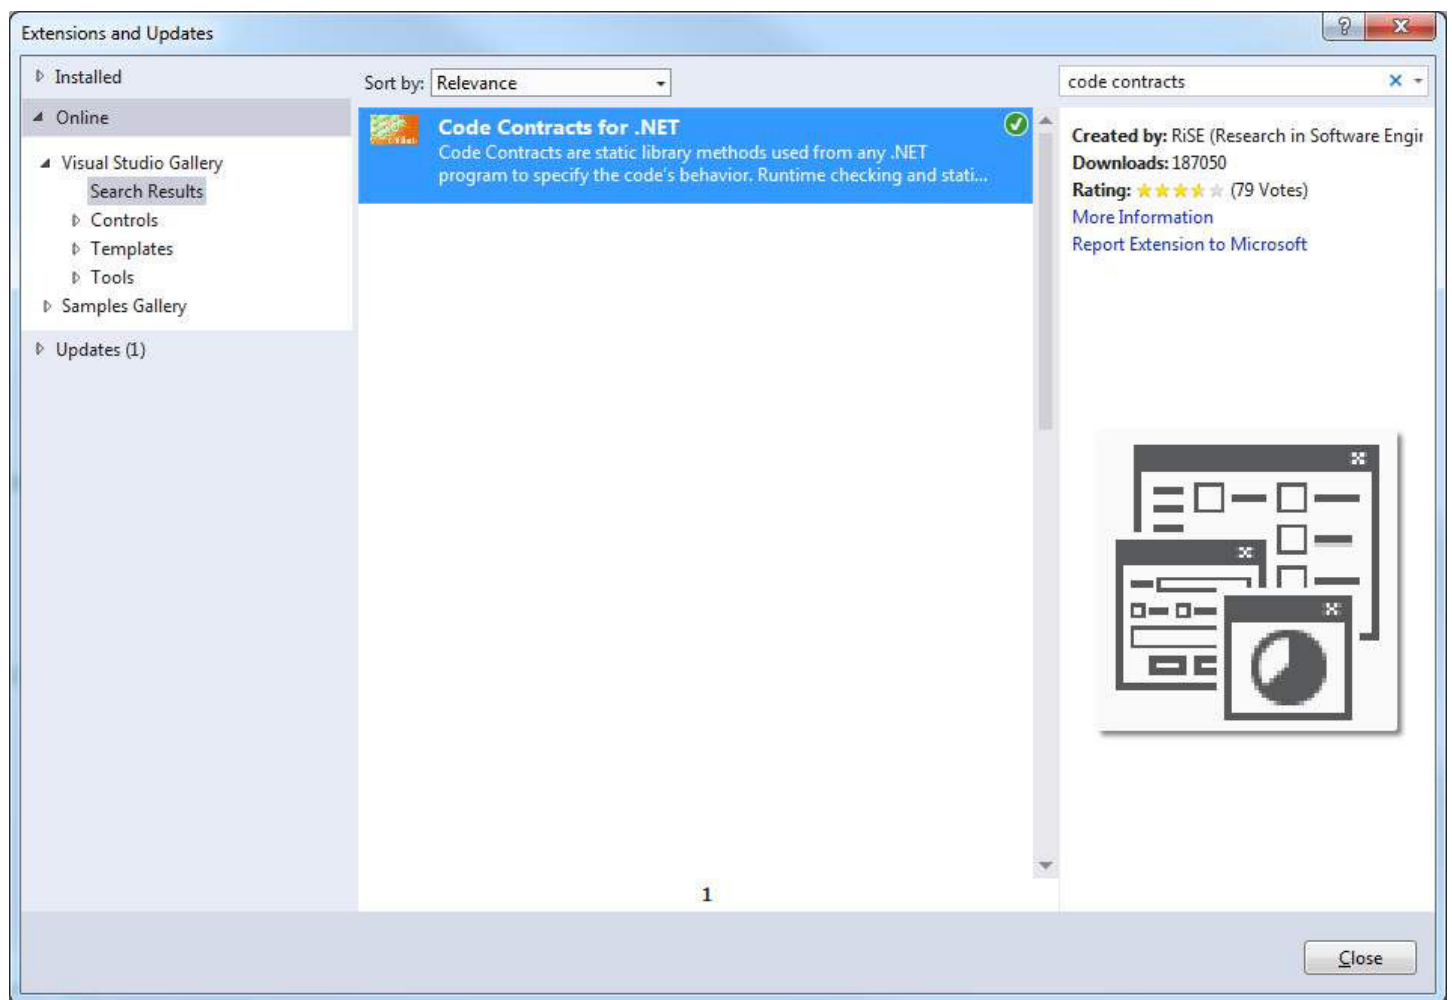 Extensions and Updates
Installed
Online
Visual Studio Gallery
Search Results
Controls
Templates
Tools
Samples Gallery
Updates (1)
Sort by: Relevance
Code Contracts for .NET
Code Contracts are static library methods used from any .NET
program to specify the code's behavior. Runtime checking and stati...
1
code contracts
Created by: RiSE (Research in Software Engir
Downloads: 187050
Rating: (79 Votes)
More Information
Report Extension to Microsoft
Close